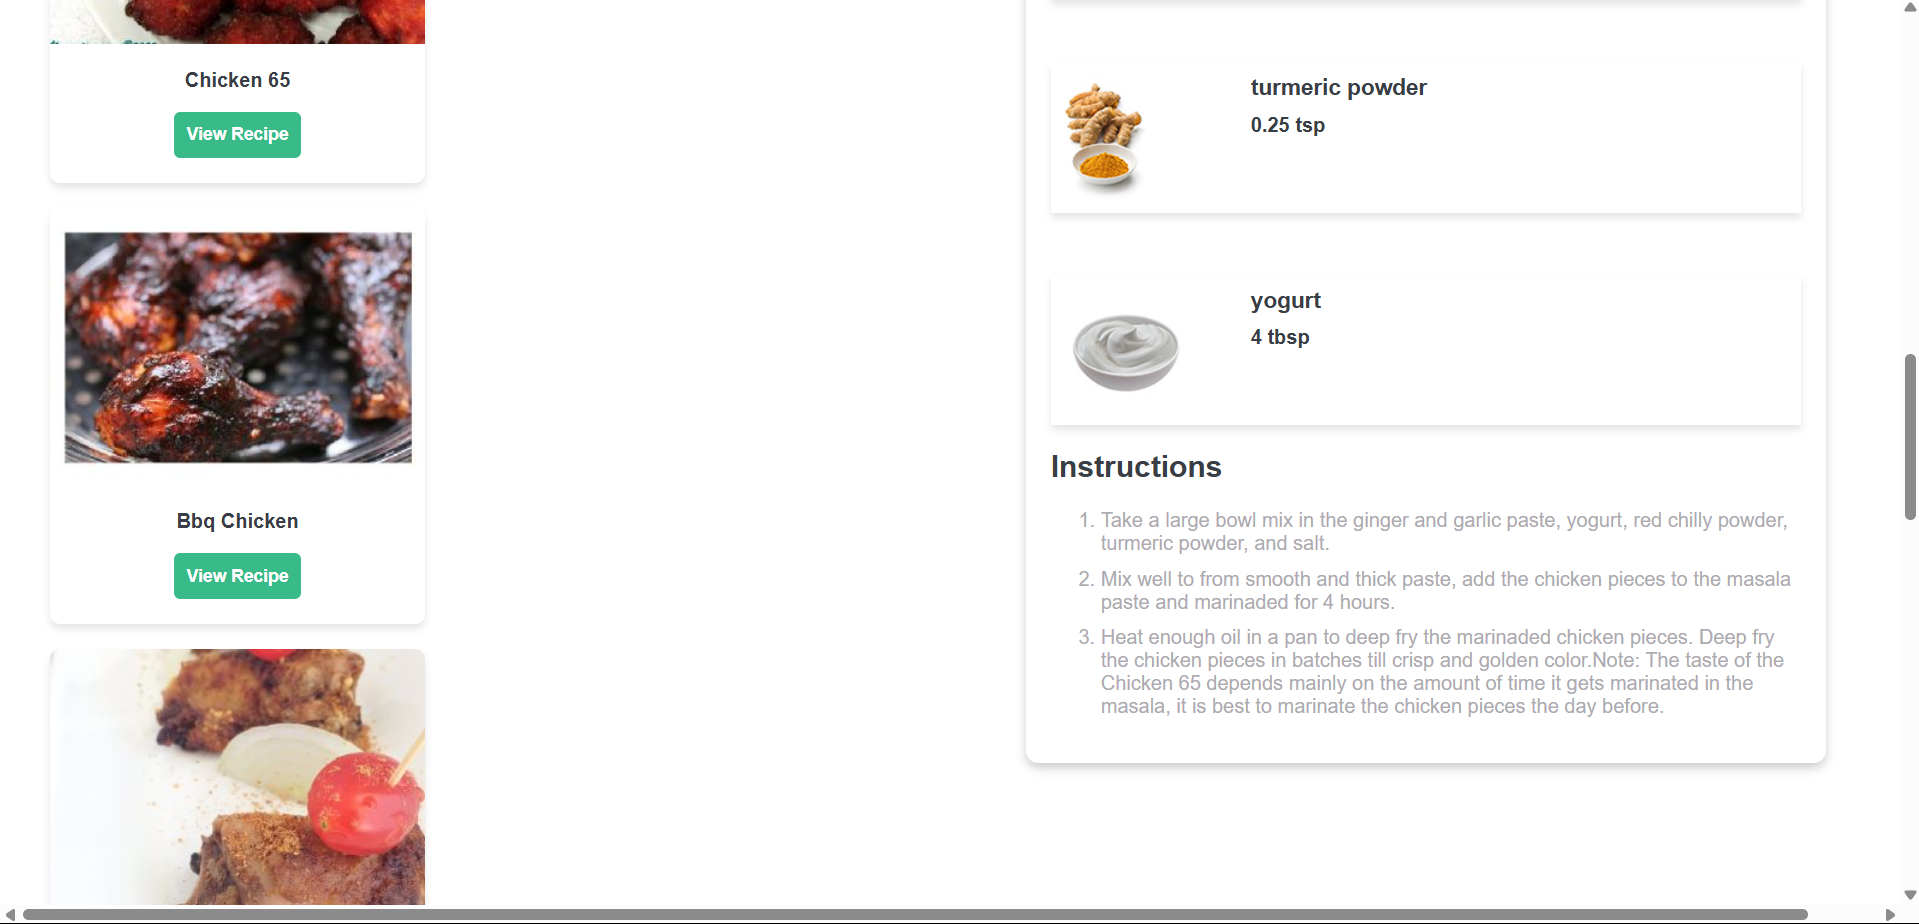 Chicken 65
View Recipe
Bbq Chicken
View Recipe
turmeric powder
0.25 tsp
yogurt
4 tbsp
Instructions
1. Take a large bowl mix in the ginger and garlic paste, yogurt, red chilly powder,
turmeric powder, and salt.
2. Mix well to from smooth and thick paste, add the chicken pieces to the masala
paste and marinaded for 4 hours.
3. Heat enough oil in a pan to deep fry the marinaded chicken pieces. Deep fry
the chicken pieces in batches till crisp and golden color.Note: The taste of the
Chicken 65 depends mainly on the amount of time it gets marinated in the
masala, it is best to marinate the chicken pieces the day before.